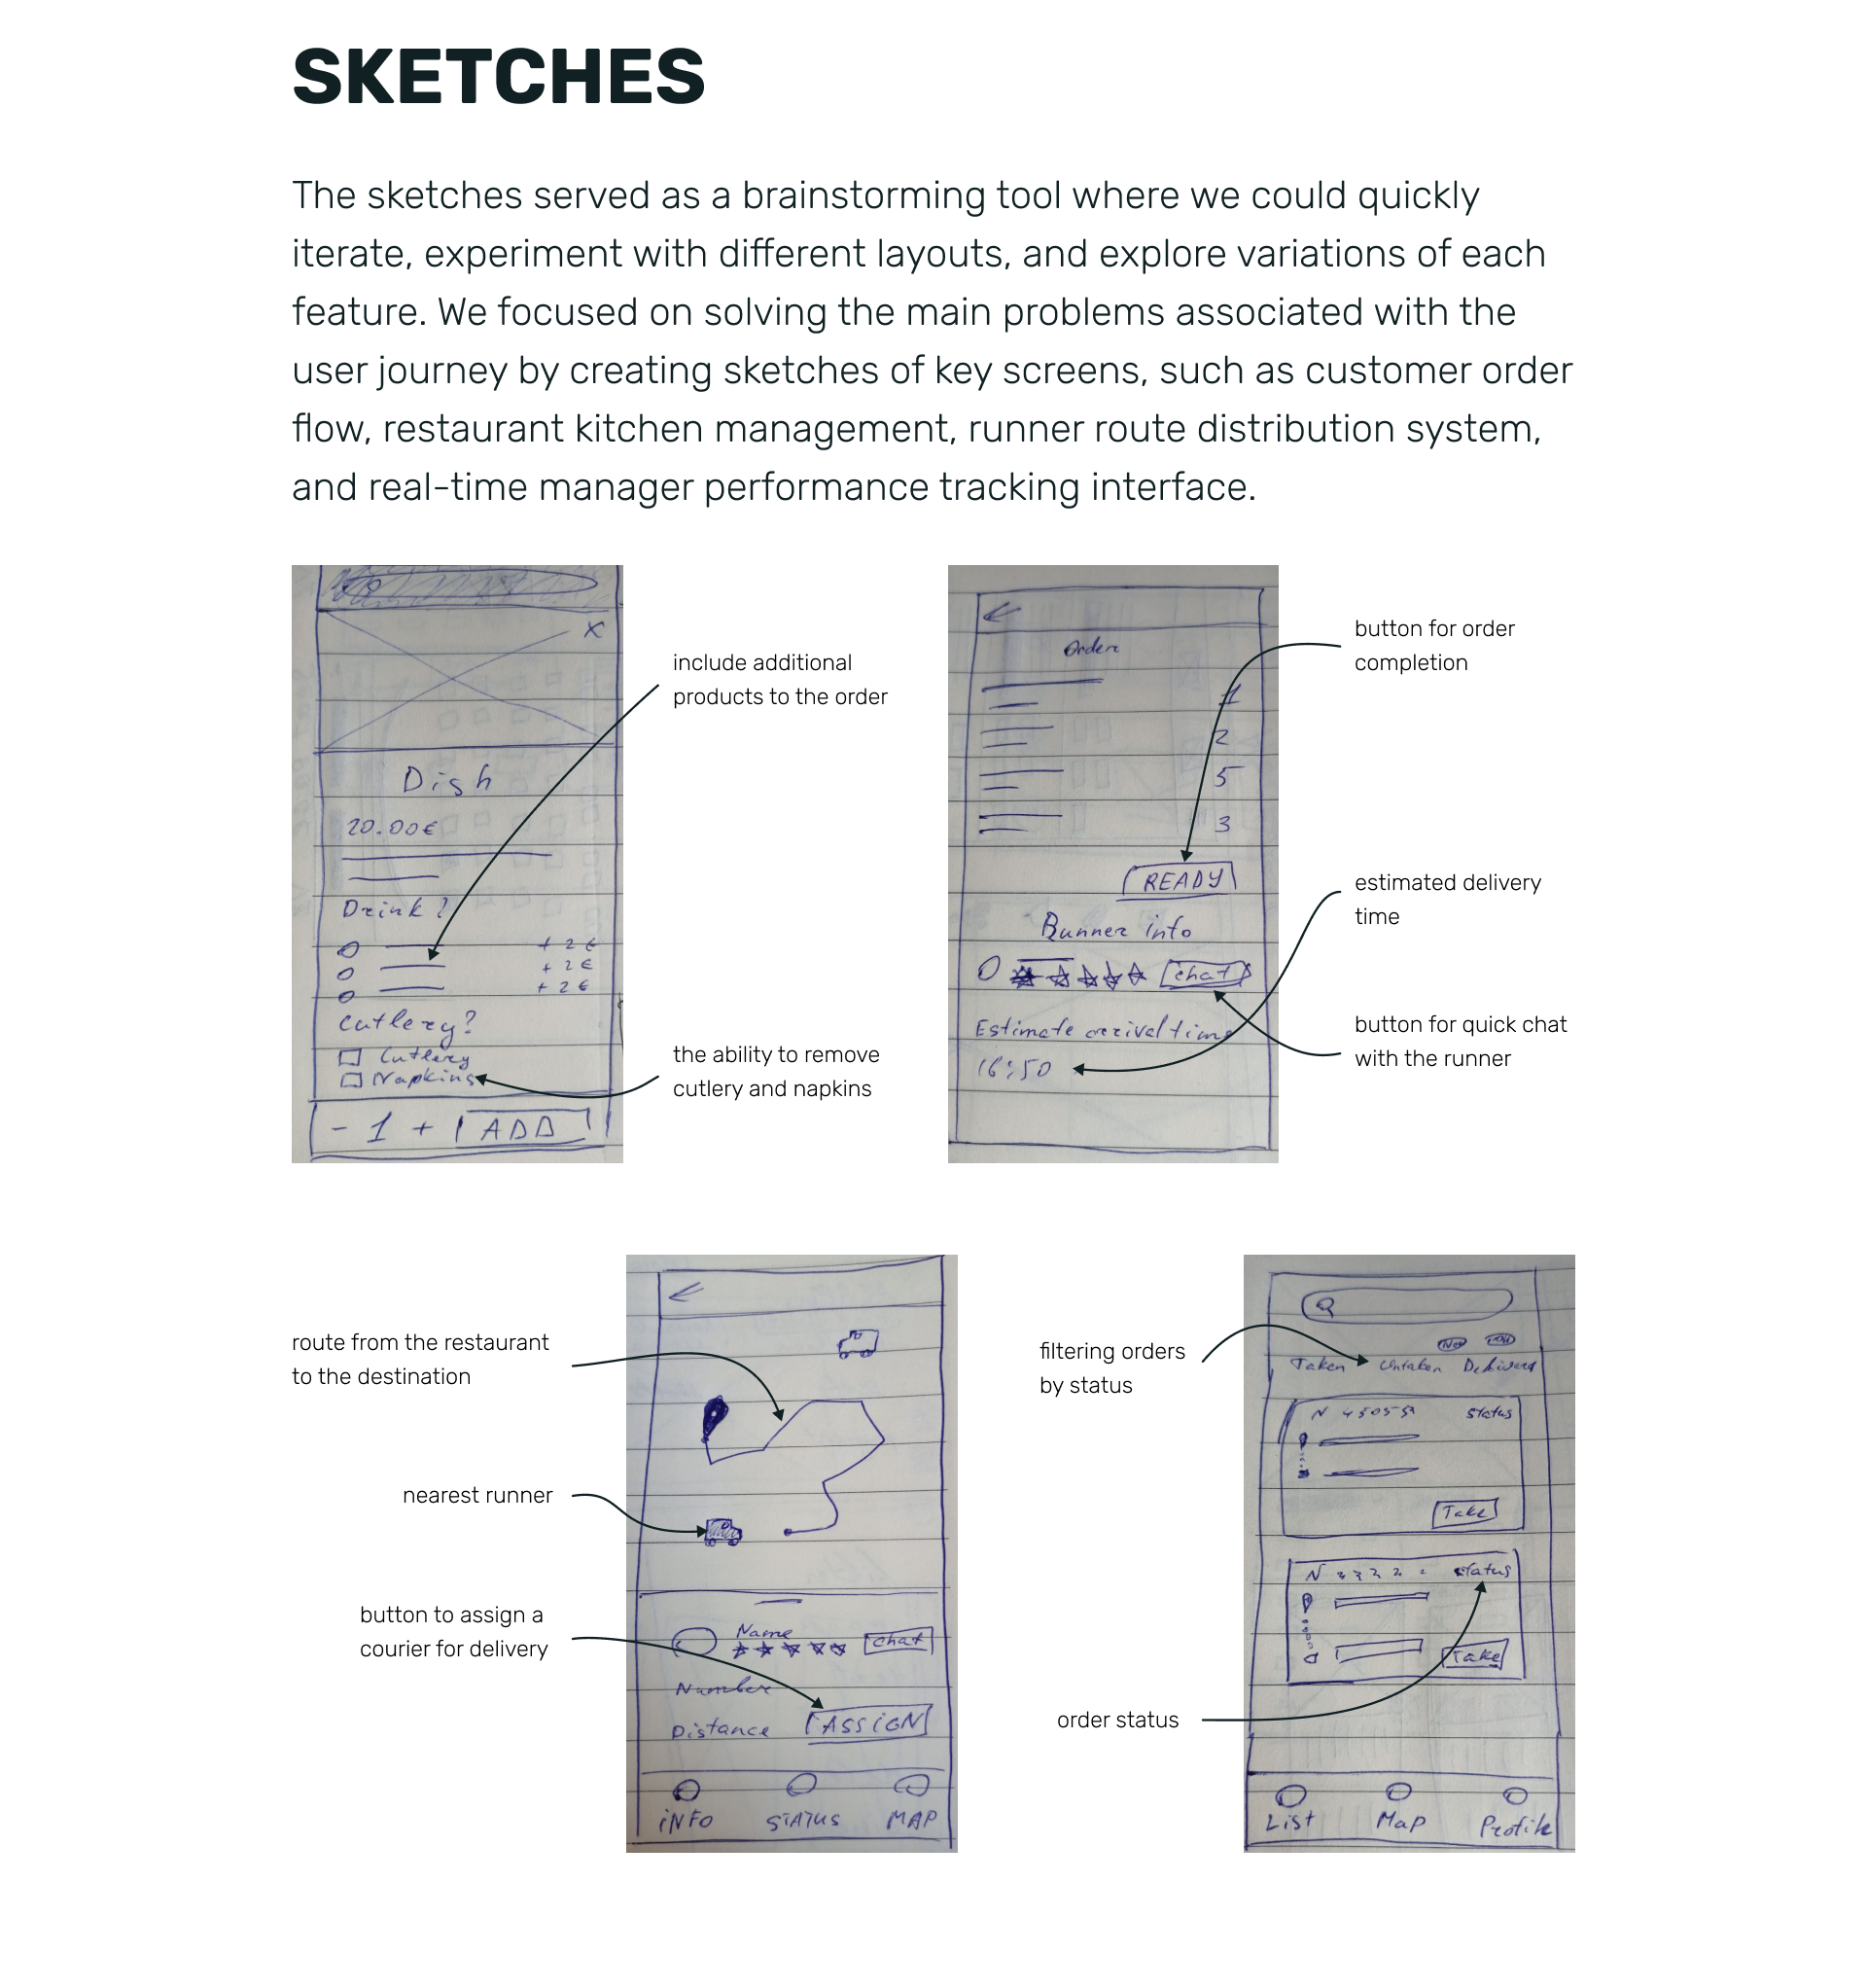 SKETCHES
The sketches served as a brainstorming tool where we could quickly
iterate, experiment with different layouts, and explore variations of each
feature. We focused on solving the main problems associated with the
user journey by creating sketches of key screens, such as customer order
flow, restaurant kitchen management, runner route distribution system,
and real-time manager performance tracking interface.
X
Dish
20.00€
Drink?
+ 2 €
+ 2 €
+ 2 €
Cutlery?
Cutlery
Napkins
- 1 + ADD
include additional
products to the order
the ability to remove
cutlery and napkins
Order
1
2
5
3
READY
Runner info
chat
Estimate arrival time
16:50
button for order
completion
estimated delivery
time
button for quick chat
with the runner
route from the restaurant
to the destination
nearest runner
button to assign a
courier for delivery
Name
chat
Number
Distance ASSIGN
INFO STATUS MAP
filtering orders
by status
order status
Taken Untaken Delivered
N status
Take
N status
Take
List Map Profile